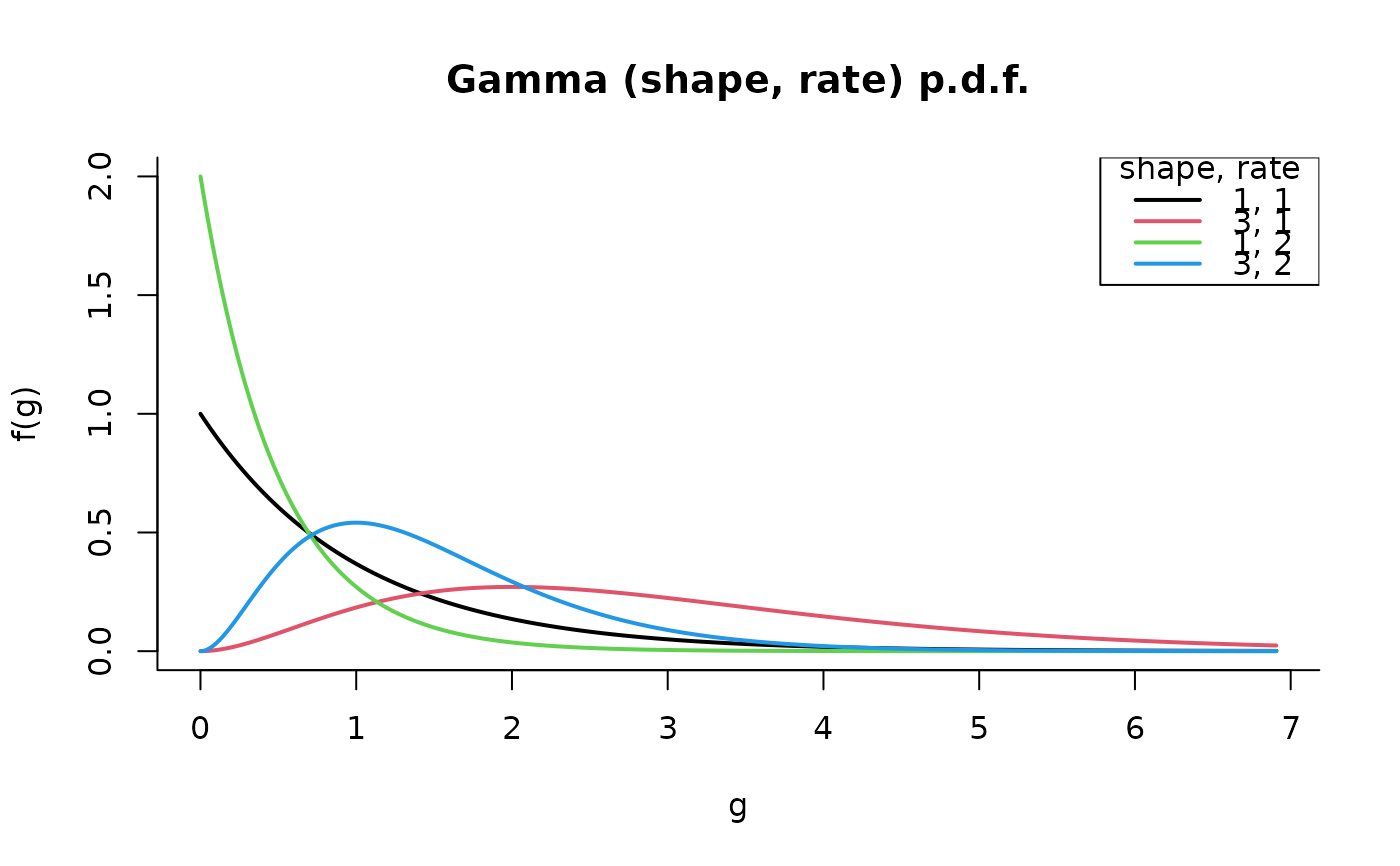 Gamma (shape, rate) p.d.f.
shape, rate
1, 1
3, 1
1, 2
3, 2
f(g)
2.0
1.5
1.0
0.5
0.0
0 1 2 3 4 5 6 7
g